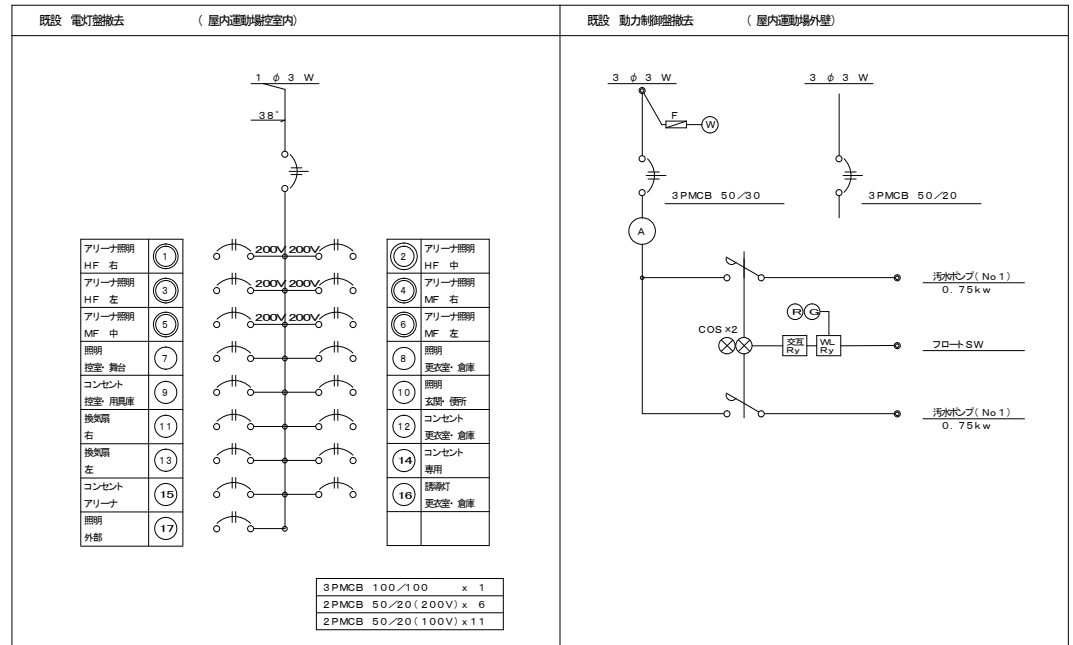 既設 電灯盤撤去 (屋内運動場控室内)
1φ3W
38°
アリーナ照明
HF 右
1
200V 200V
2
アリーナ照明
HF 中
アリーナ照明
HF 左
3
200V 200V
4
アリーナ照明
MF 右
アリーナ照明
MF 中
5
200V 200V
6
アリーナ照明
MF 左
照明
控室・舞台
7
8
照明
更衣室・倉庫
コンセント
控室・用具庫
9
10
照明
玄関・便所
換気扇
右
11
12
コンセント
更衣室・倉庫
換気扇
左
13
14
コンセント
専用
コンセント
アリーナ
15
16
誘導灯
更衣室・倉庫
照明
外部
17
3PMCB 100/100 x 1
2PMCB 50/20(200V) x 6
2PMCB 50/20(100V) x11
既設 動力制御盤撤去 (屋内運動場外壁)
3φ3W
3φ3W
F
W
3PMCB 50/30
3PMCB 50/20
A
汚水ポンプ(No1)
0.75kw
R G
COS×2
交互
Ry
WL
Ry
フロートSW
汚水ポンプ(No1)
0.75kw